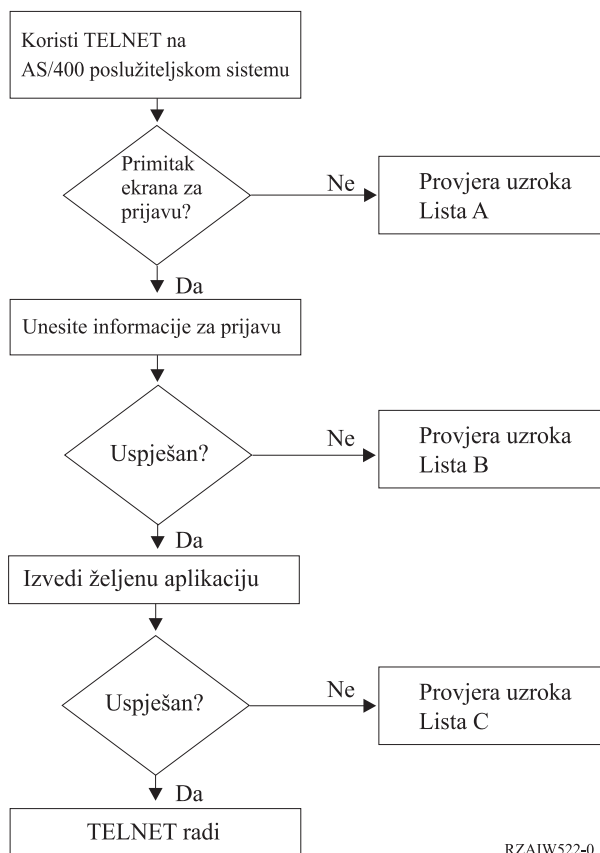 Koristi TELNET na
AS/400 poslužiteljskom sistemu
Primitak
ekrana za
prijavu?
Ne
Provjera uzroka
Lista A
Da
Unesite informacije za prijavu
Uspješan?
Ne
Provjera uzroka
Lista B
Da
Izvedi željenu aplikaciju
Uspješan?
Ne
Provjera uzroka
Lista C
Da
TELNET radi
RZAIW522-0